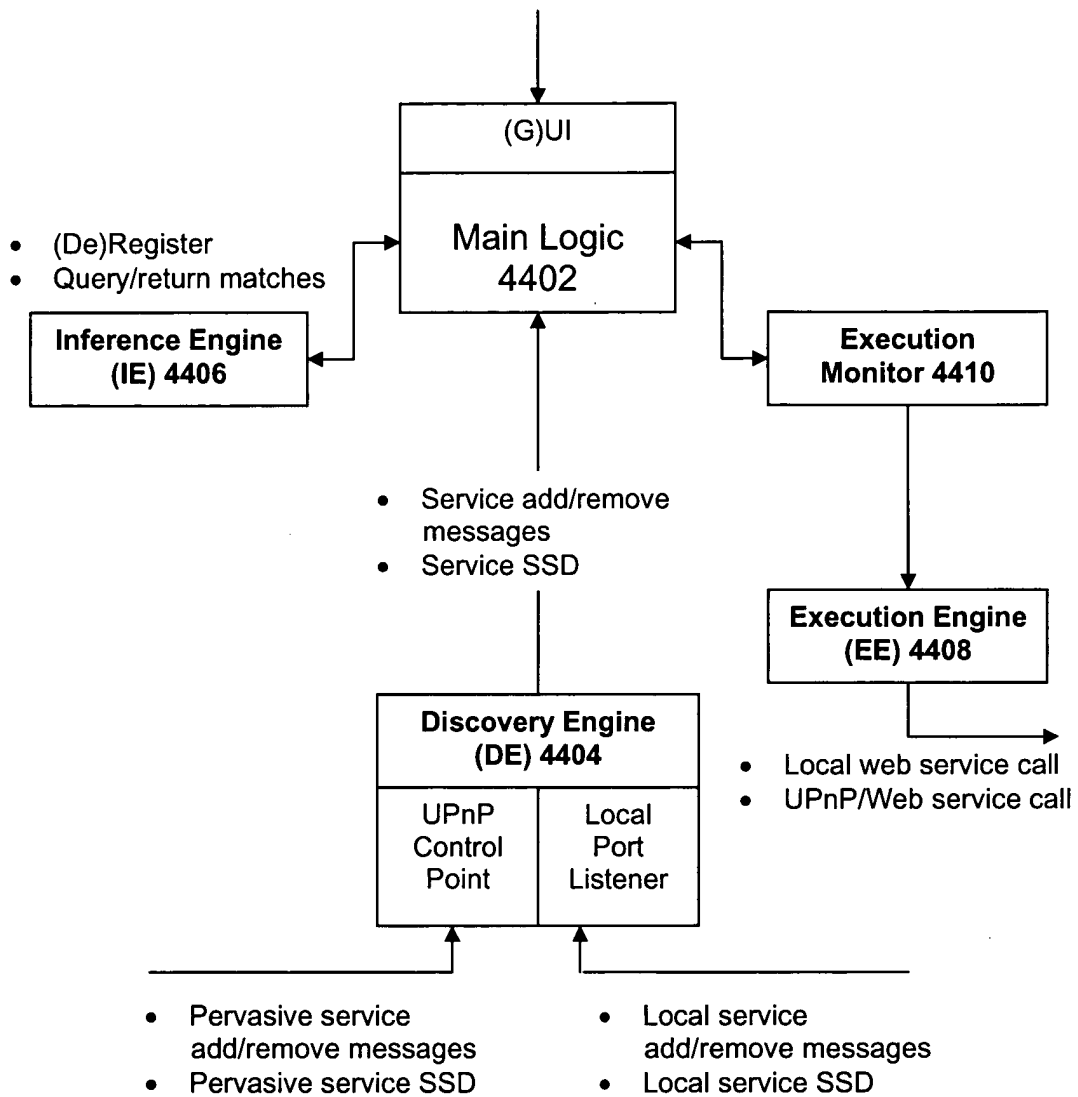 (G)UI
Main Logic
4402
• (De)Register
• Query/return matches
Inference Engine
(IE) 4406
Execution
Monitor 4410
• Service add/remove
messages
• Service SSD
Execution Engine
(EE) 4408
Discovery Engine
(DE) 4404
• Local web service call
• UPnP/Web service call
UPnP
Control
Point
Local
Port
Listener
• Pervasive service
add/remove messages
• Pervasive service SSD
• Local service
add/remove messages
• Local service SSD